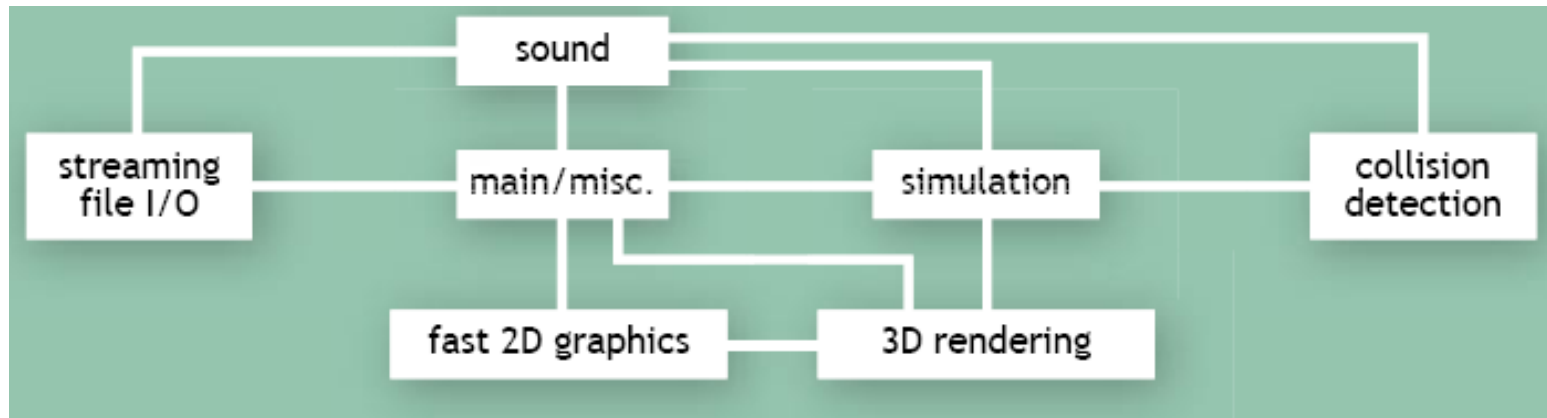 sound
streaming
file I/O
main/misc.
simulation
collision
detection
fast 2D graphics
3D rendering